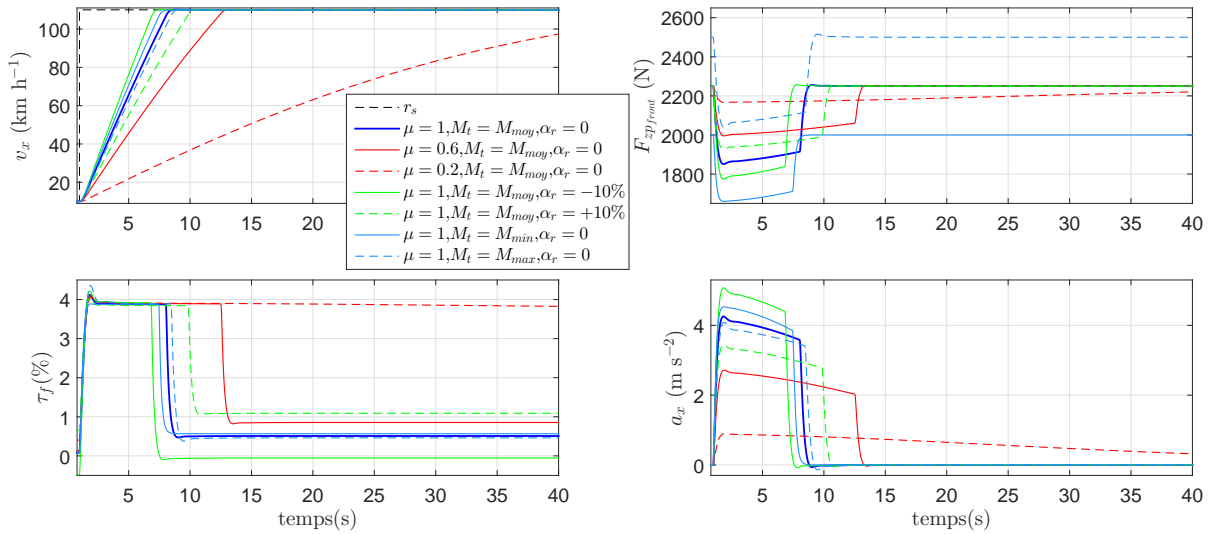 100
80
60
40
20
v_x (km h⁻¹)
5 10 15 20 25 30 35 40
r_s
μ = 1,M_t = M_moy,α_r = 0
μ = 0.6,M_t = M_moy,α_r = 0
μ = 0.2,M_t = M_moy,α_r = 0
μ = 1,M_t = M_moy,α_r = −10%
μ = 1,M_t = M_moy,α_r = +10%
μ = 1,M_t = M_min,α_r = 0
μ = 1,M_t = M_max,α_r = 0
2600
2400
2200
2000
1800
F_zp_front (N)
5 10 15 20 25 30 35 40
4
3
2
1
0
τ_f(%)
5 10 15 20 25 30 35 40
temps(s)
4
2
0
a_x (m s⁻²)
5 10 15 20 25 30 35 40
temps(s)